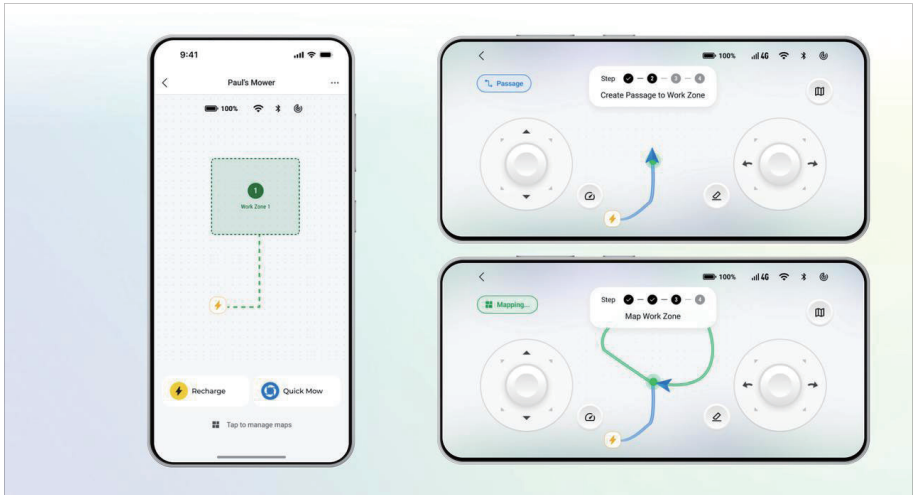 9:41
Paul's Mower
100%
1
Work Zone 1
Recharge
Quick Mow
Tap to manage maps
100% 4G
Passage
Step 2 3 4
Create Passage to Work Zone
100% 4G
Mapping...
Step 3 4
Map Work Zone